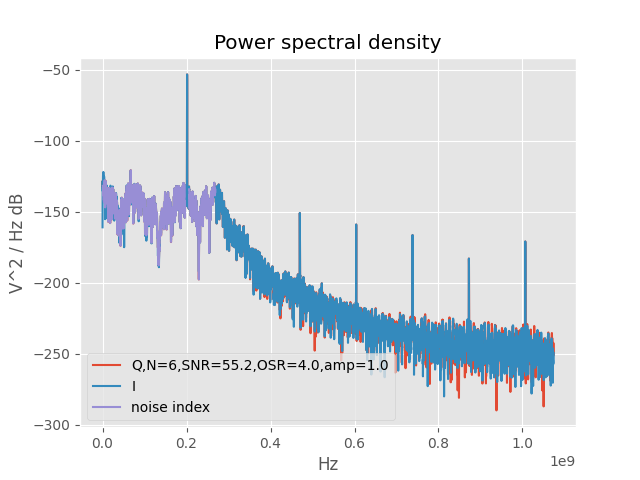 Power spectral density
V^2 / Hz dB
−50
−100
−150
−200
−250
−300
Q,N=6,SNR=55.2,OSR=4.0,amp=1.0
I
noise index
0.0 0.2 0.4 0.6 0.8 1.0
1e9
Hz